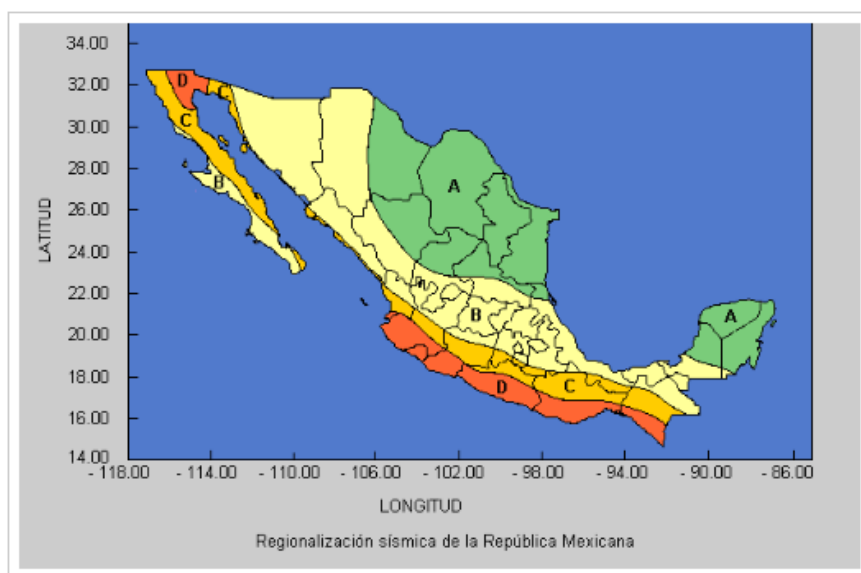 34.00
32.00
30.00
28.00
26.00
24.00
22.00
20.00
18.00
16.00
14.00
LATITUD
D
C
C
B
A
A
B
C
D
- 118.00 - 114.00 - 110.00 - 106.00 - 102.00 - 98.00 - 94.00 - 90.00 - 86.00
LONGITUD
Regionalización sísmica de la República Mexicana